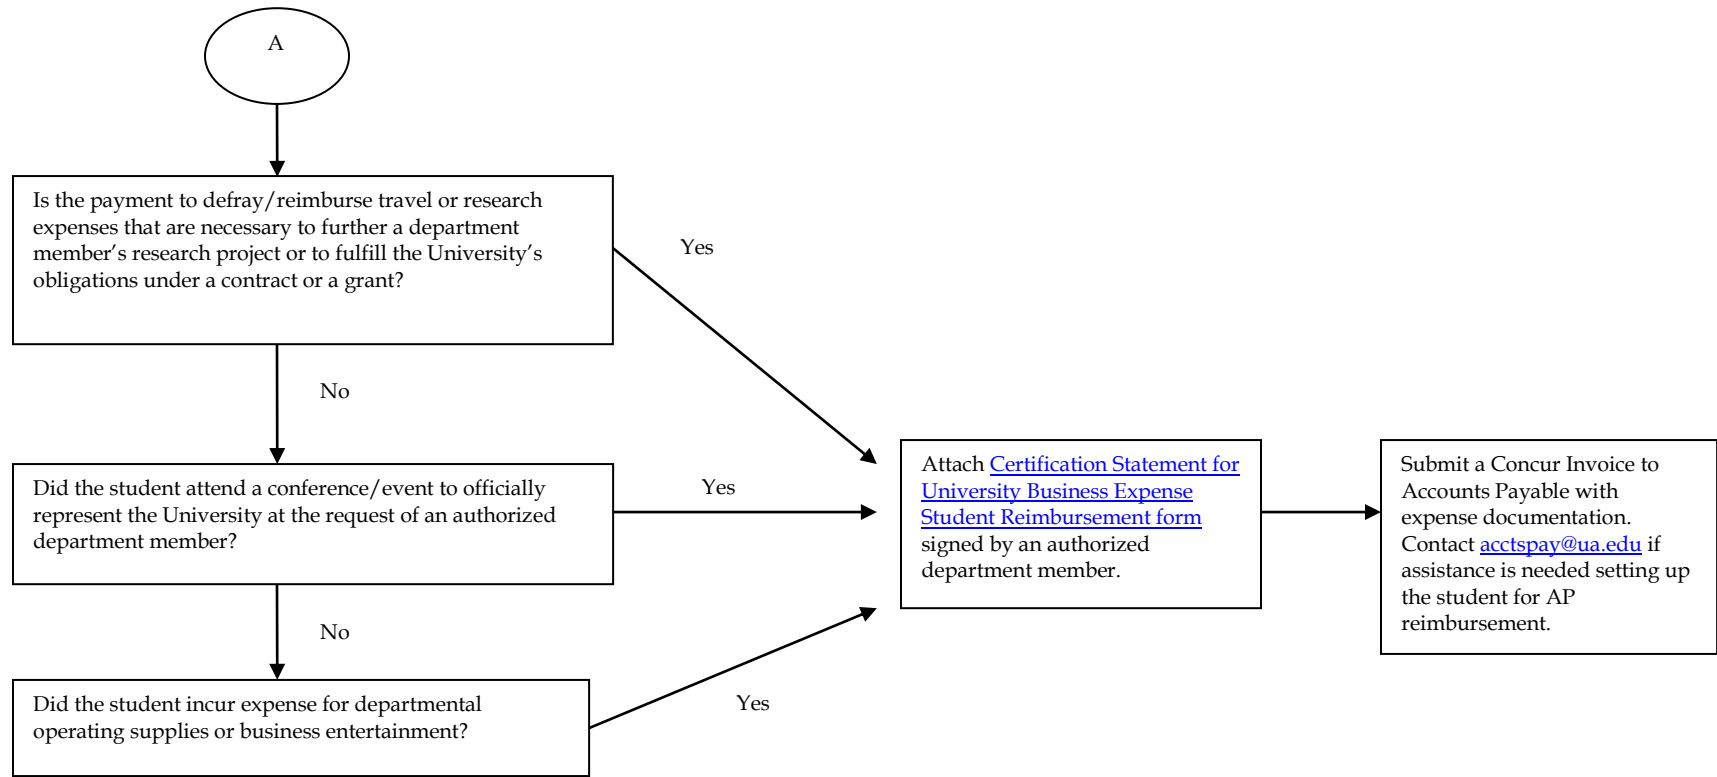 A
Is the payment to defray/reimburse travel or research
expenses that are necessary to further a department
member’s research project or to fulfill the University’s
obligations under a contract or a grant?
Yes
No
Did the student attend a conference/event to officially
represent the University at the request of an authorized
department member?
Yes
No
Did the student incur expense for departmental
operating supplies or business entertainment?
Yes
Attach Certification Statement for
University Business Expense
Student Reimbursement form
signed by an authorized
department member.
Submit a Concur Invoice to
Accounts Payable with
expense documentation.
Contact acctspay@ua.edu if
assistance is needed setting up
the student for AP
reimbursement.